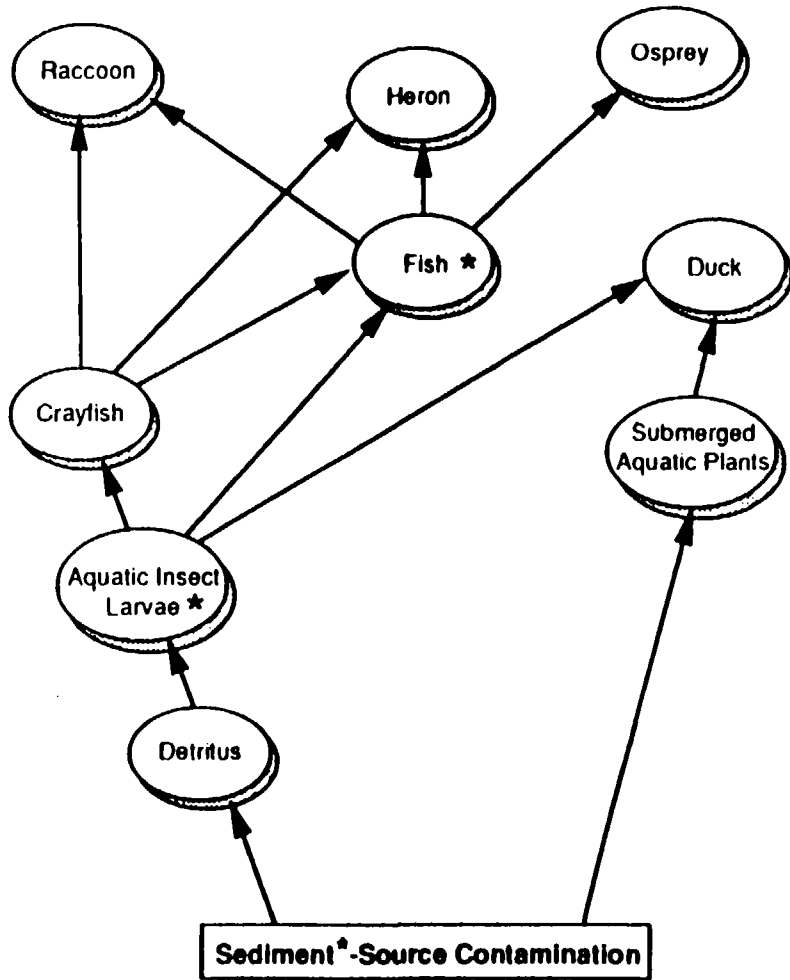 Raccoon
Osprey
Heron
Fish *
Duck
Crayfish
Submerged
Aquatic Plants
Aquatic Insect
Larvae *
Detritus
Sediment*-Source Contamination